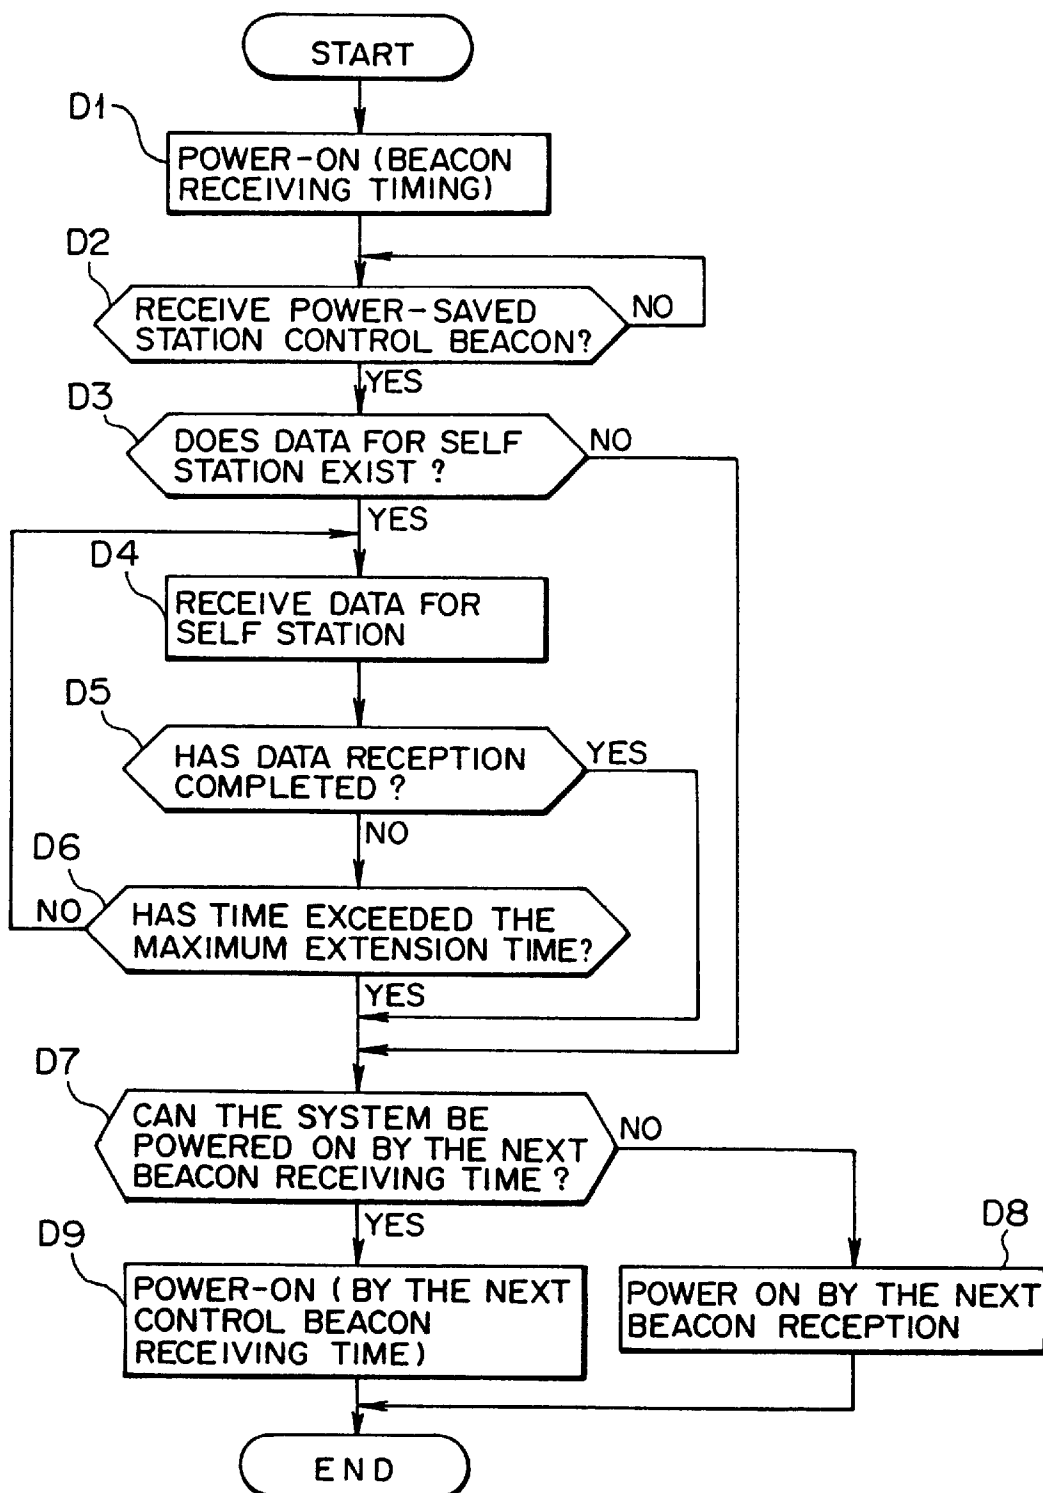 START
D1
POWER-ON (BEACON
RECEIVING TIMING)
D2
RECEIVE POWER-SAVED
STATION CONTROL BEACON?
NO
YES
D3
DOES DATA FOR SELF
STATION EXIST ?
NO
YES
D4
RECEIVE DATA FOR
SELF STATION
D5
HAS DATA RECEPTION
COMPLETED ?
YES
NO
D6
NO
HAS TIME EXCEEDED THE
MAXIMUM EXTENSION TIME?
YES
D7
CAN THE SYSTEM BE
POWERED ON BY THE NEXT
BEACON RECEIVING TIME ?
NO
YES
D9
POWER-ON ( BY THE NEXT
CONTROL BEACON
RECEIVING TIME)
D8
POWER ON BY THE NEXT
BEACON RECEPTION
END